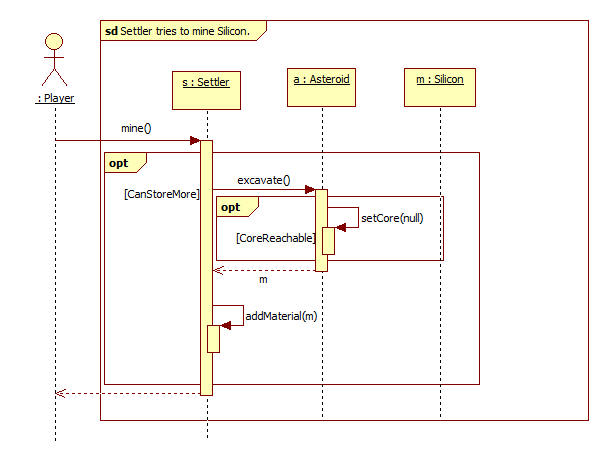 sd Settler tries to mine Silicon.
: Player
s : Settler
a : Asteroid
m : Silicon
mine()
opt
[CanStoreMore]
excavate()
opt
setCore(null)
[CoreReachable]
m
addMaterial(m)